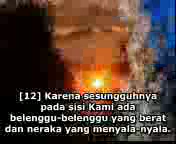 [12] Karena sesungguhnya
pada sisi Kami ada
belenggu-belenggu yang berat
dan neraka yang menyala-nyala.